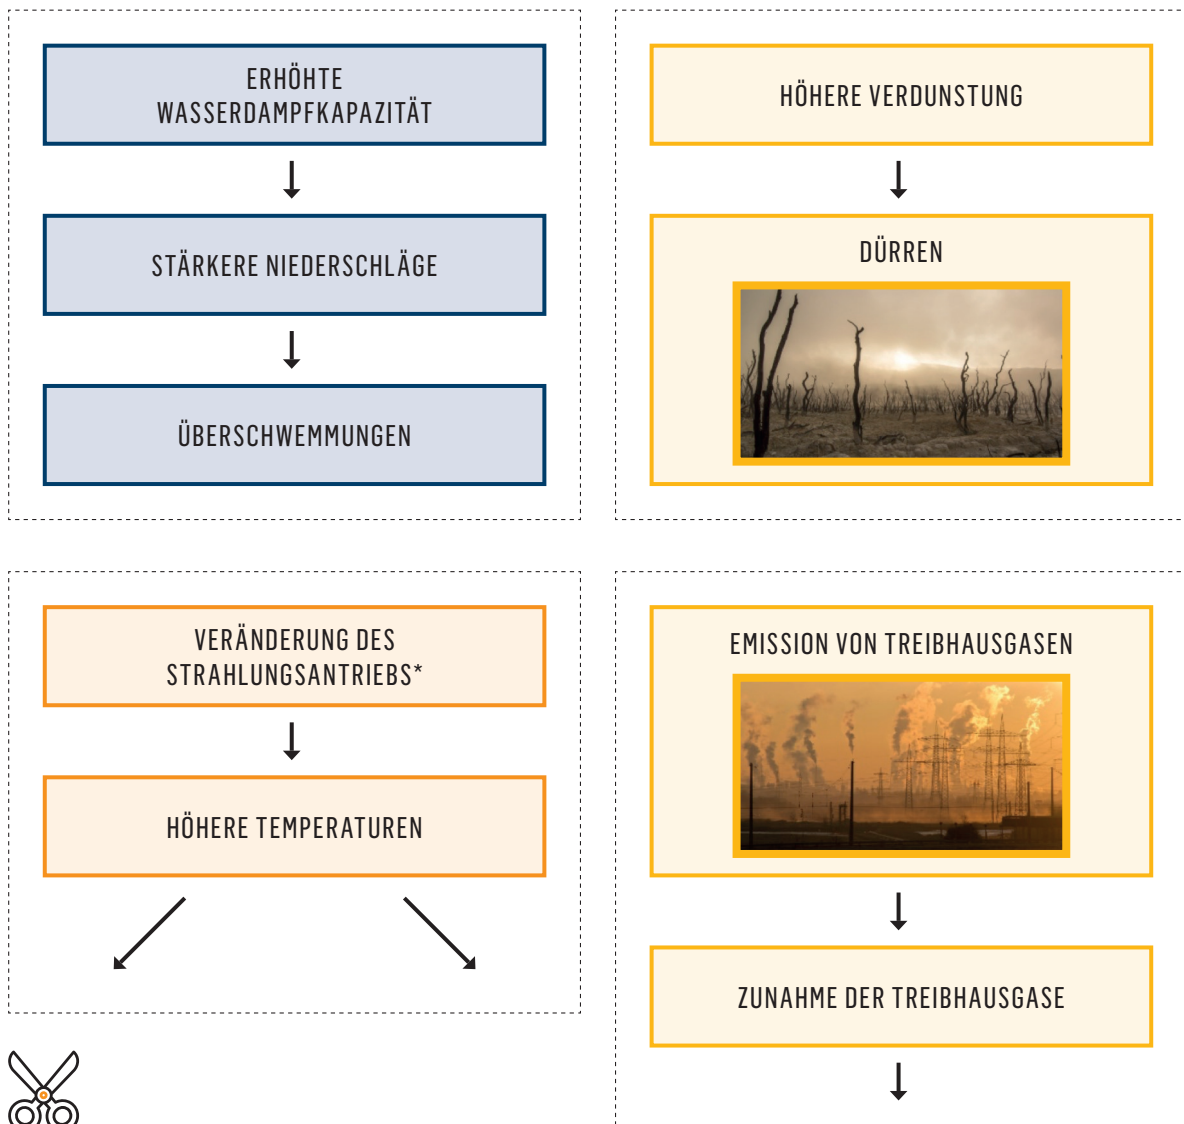 ERHÖHTE
WASSERDAMPFKAPAZITÄT
STÄRKERE NIEDERSCHLÄGE
ÜBERSCHWEMMUNGEN
HÖHERE VERDUNSTUNG
DÜRREN
VERÄNDERUNG DES
STRAHLUNGSANTRIEBS*
HÖHERE TEMPERATUREN
EMISSION VON TREIBHAUSGASEN
ZUNAHME DER TREIBHAUSGASE